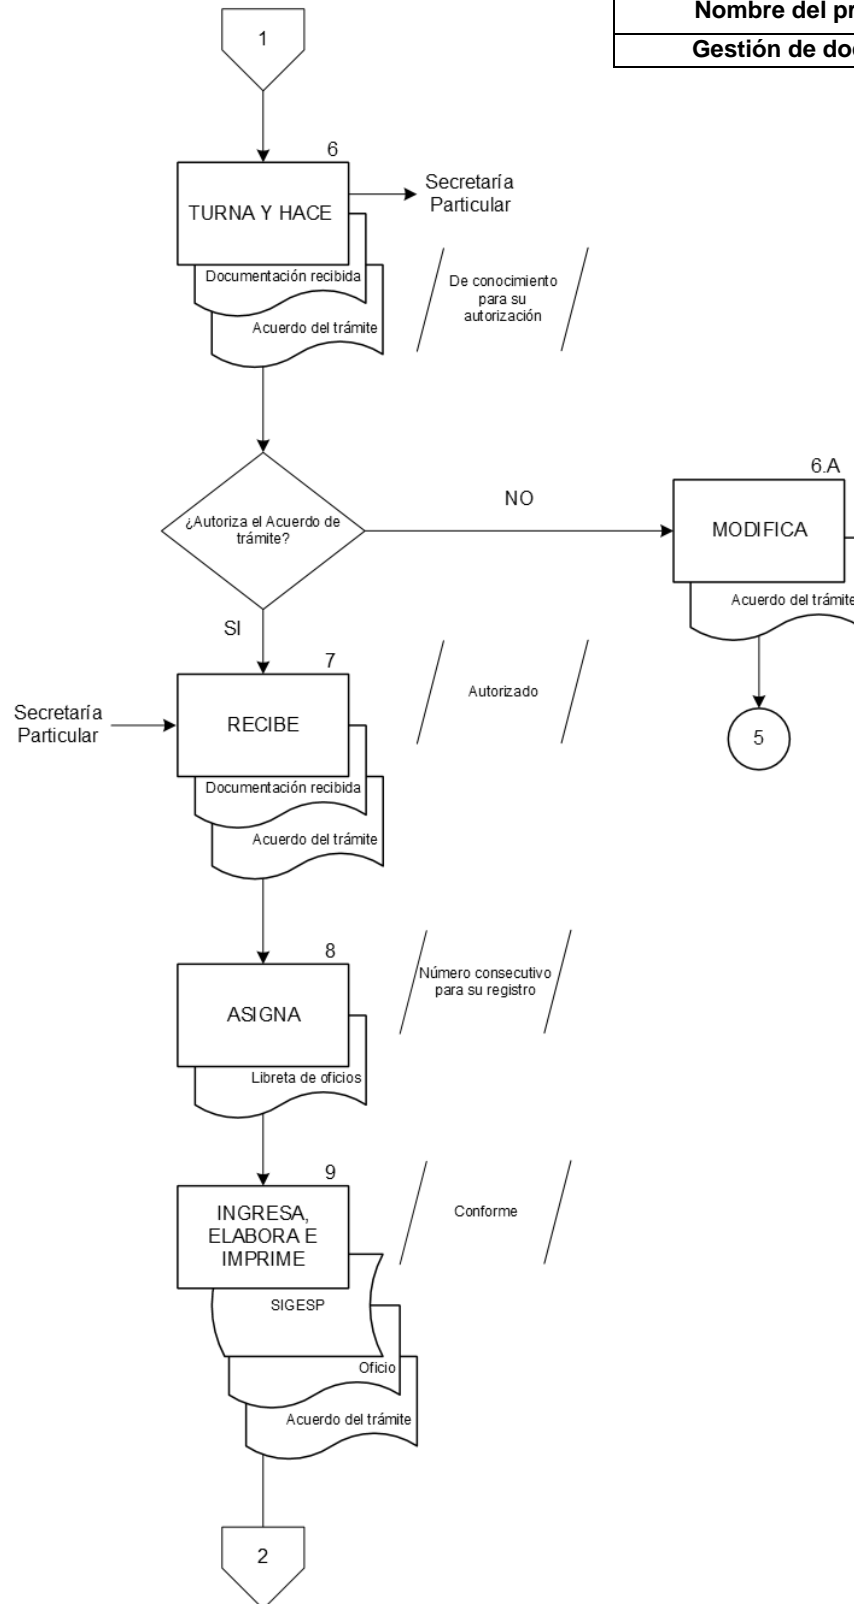 Nombre del pr
Gestión de do
1
6
TURNA Y HACE
Secretaría
Particular
Documentación recibida
Acuerdo del trámite
De conocimiento
para su
autorización
¿Autoriza el Acuerdo de
trámite?
NO
6.A
MODIFICA
Acuerdo del trámite
5
SI
7
Secretaría
Particular
RECIBE
Autorizado
Documentación recibida
Acuerdo del trámite
8
ASIGNA
Número consecutivo
para su registro
Libreta de oficios
9
INGRESA,
ELABORA E
IMPRIME
Conforme
SIGESP
Oficio
Acuerdo del trámite
2